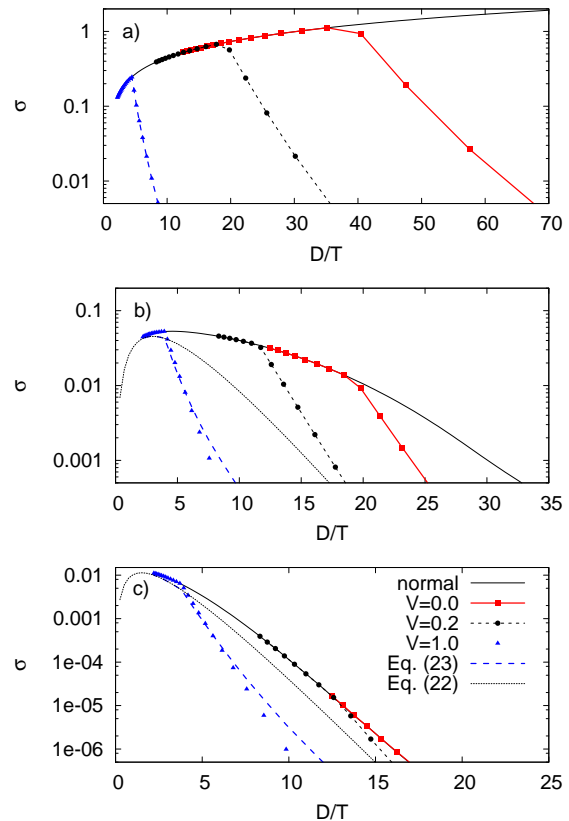 a)
1
0.1
0.01
σ
0 10 20 30 40 50 60 70
D/T
b)
0.1
0.01
0.001
σ
0 5 10 15 20 25 30 35
D/T
c)
0.01
0.001
1e-04
1e-05
1e-06
σ
normal
V=0.0
V=0.2
V=1.0
Eq. (23)
Eq. (22)
0 5 10 15 20 25
D/T